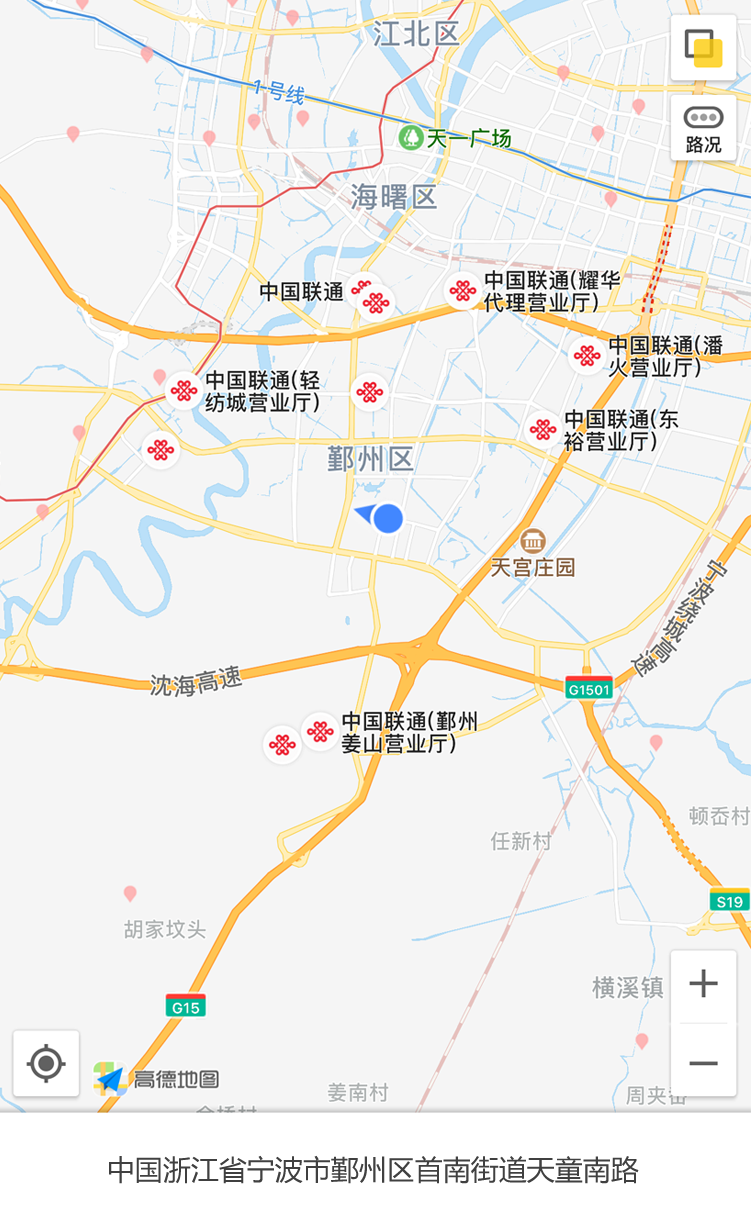 江北区
路况
1号线
天一广场
海曙区
中国联通
中国联通(耀华
代理营业厅)
中国联通(潘
火营业厅)
中国联通(轻
纺城营业厅)
中国联通(东
裕营业厅)
鄞州区
天宫庄园
宁波绕城高速
沈海高速
G1501
中国联通(鄞州
姜山营业厅)
顿岙村
任新村
S19
胡家坟头
横溪镇
G15
高德地图
姜南村
周夹岙
中国浙江省宁波市鄞州区首南街道天童南路